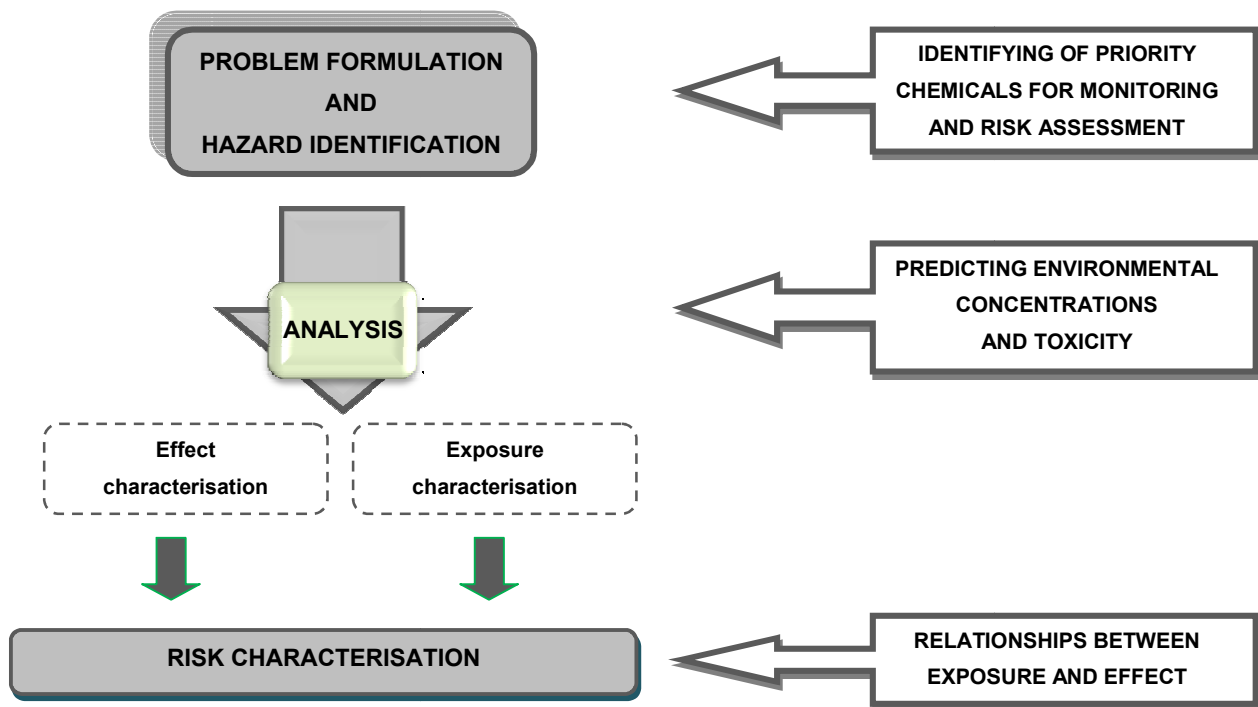 PROBLEM FORMULATION
AND
HAZARD IDENTIFICATION
IDENTIFYING OF PRIORITY
CHEMICALS FOR MONITORING
AND RISK ASSESSMENT
ANALYSIS
PREDICTING ENVIRONMENTAL
CONCENTRATIONS
AND TOXICITY
Effect
characterisation
Exposure
characterisation
RISK CHARACTERISATION
RELATIONSHIPS BETWEEN
EXPOSURE AND EFFECT